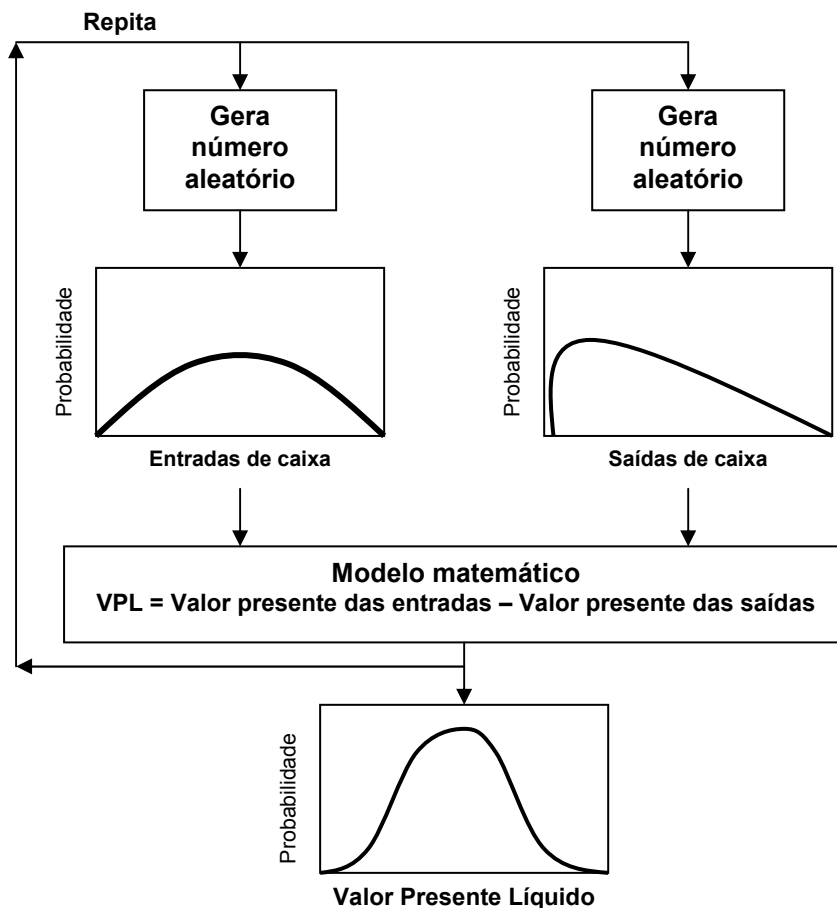 Repita
Gera
número
aleatório
Gera
número
aleatório
Probabilidade
Entradas de caixa
Probabilidade
Saídas de caixa
Modelo matemático
VPL = Valor presente das entradas – Valor presente das saídas
Probabilidade
Valor Presente Líquido